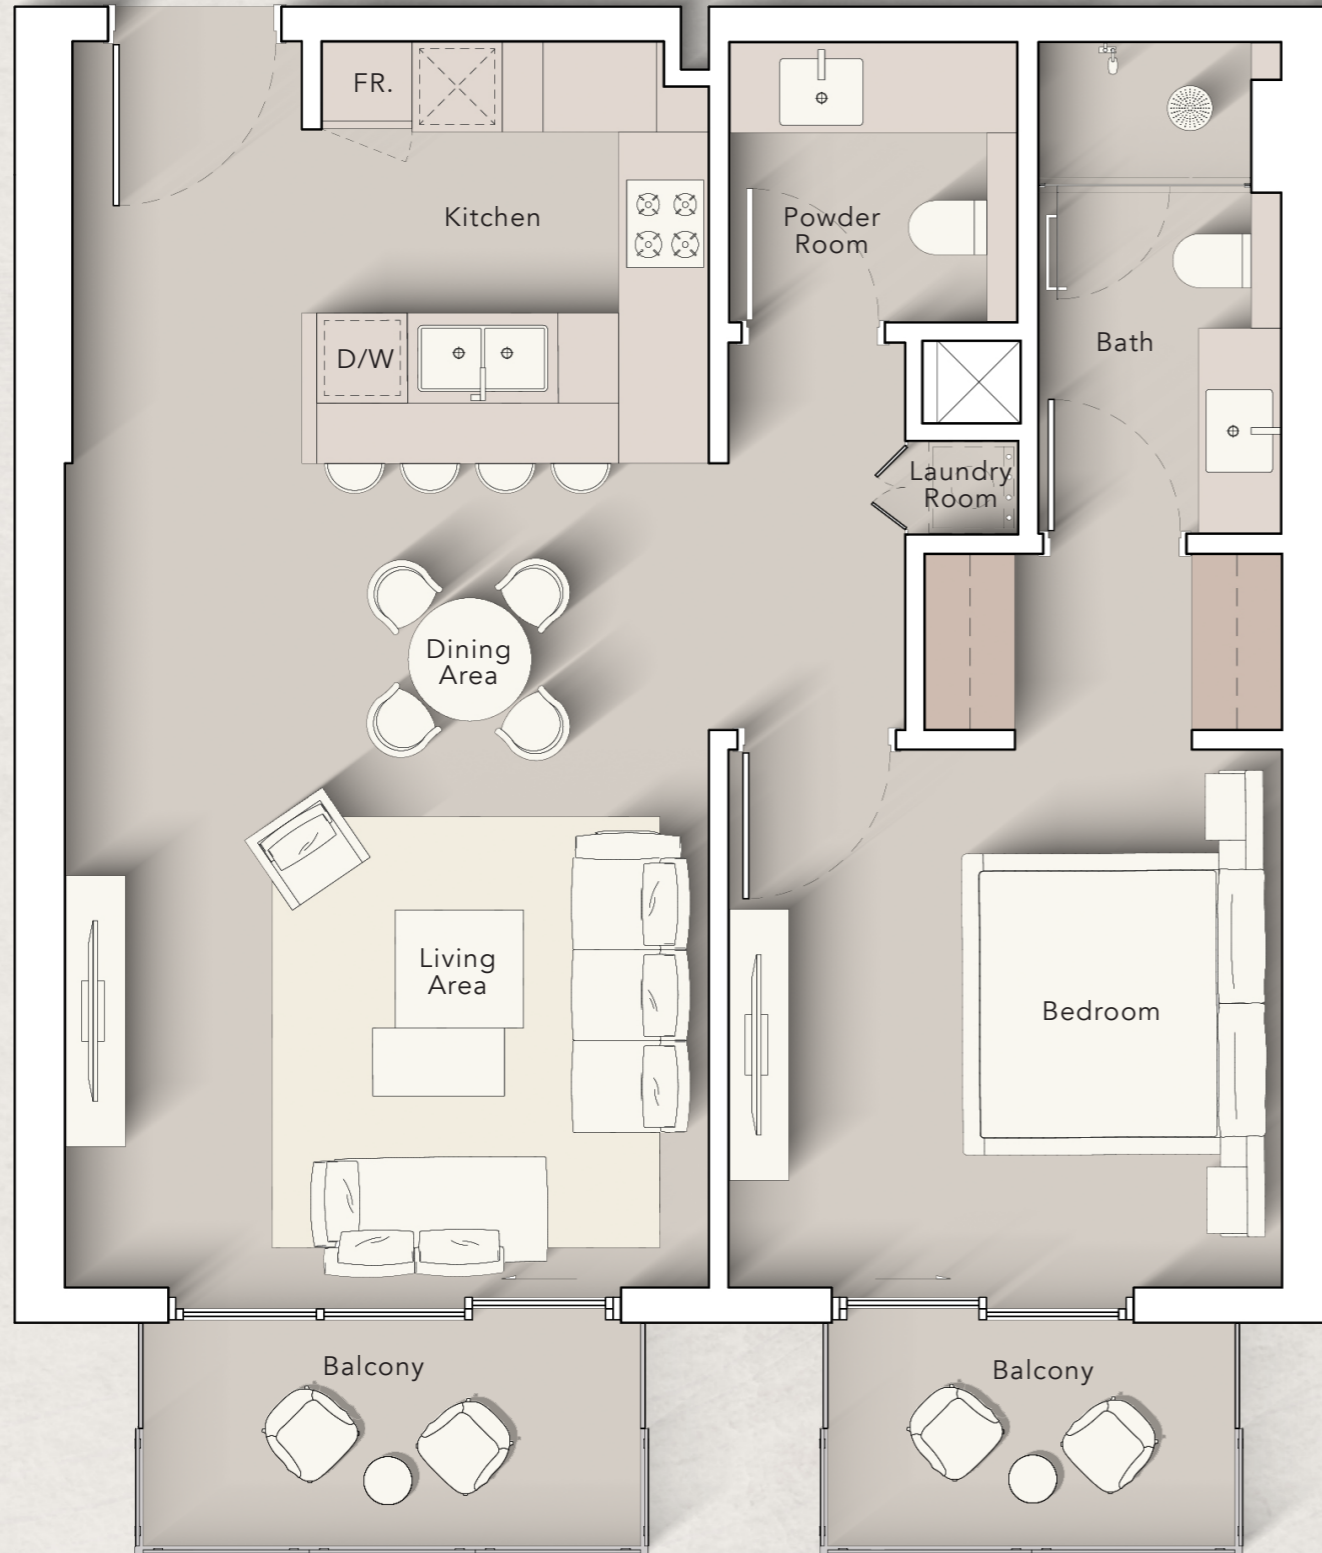 FR.
Kitchen
Powder
Room
Bath
D/W
Laundry
Room
Dining
Area
Living
Area
Bedroom
Balcony
Balcony